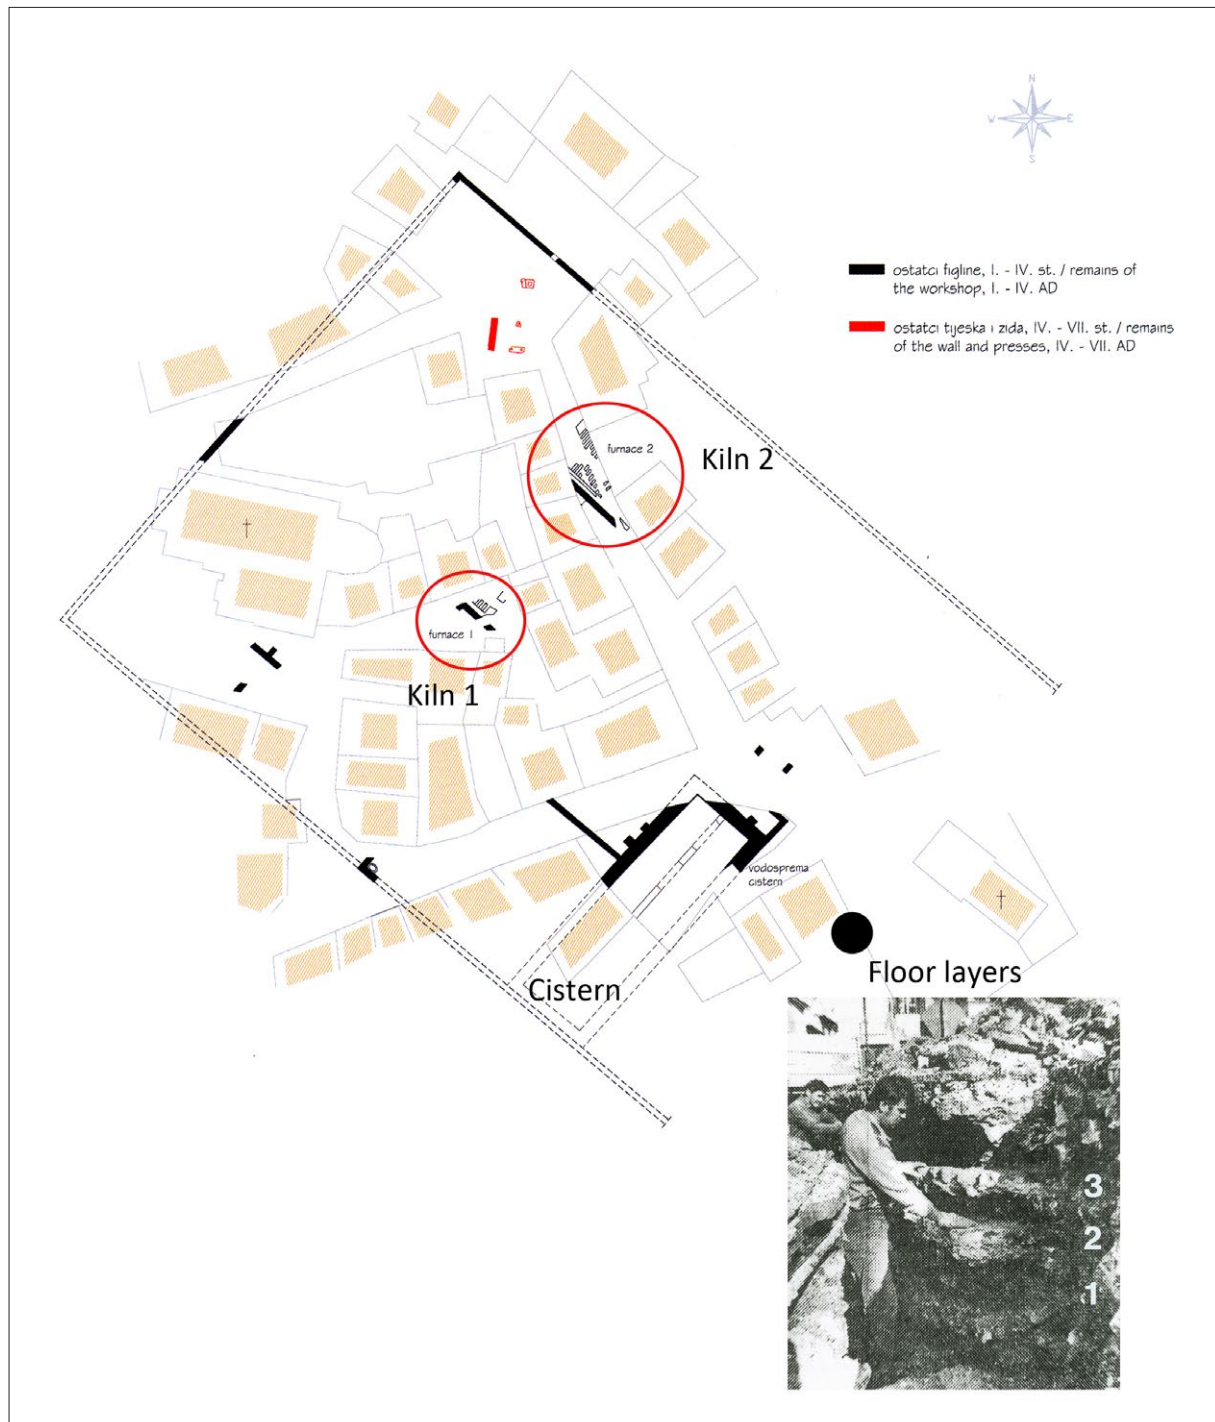 N
W E
S
ostatci figline, I. - IV. st. / remains of
the workshop, I. - IV. AD
ostatci tijeska i zida, IV. - VII. st. / remains
of the wall and presses, IV. - VII. AD
furnace 2
Kiln 2
furnace 1
Kiln 1
vodosprema
cistern
Cistern
Floor layers
3
2
1